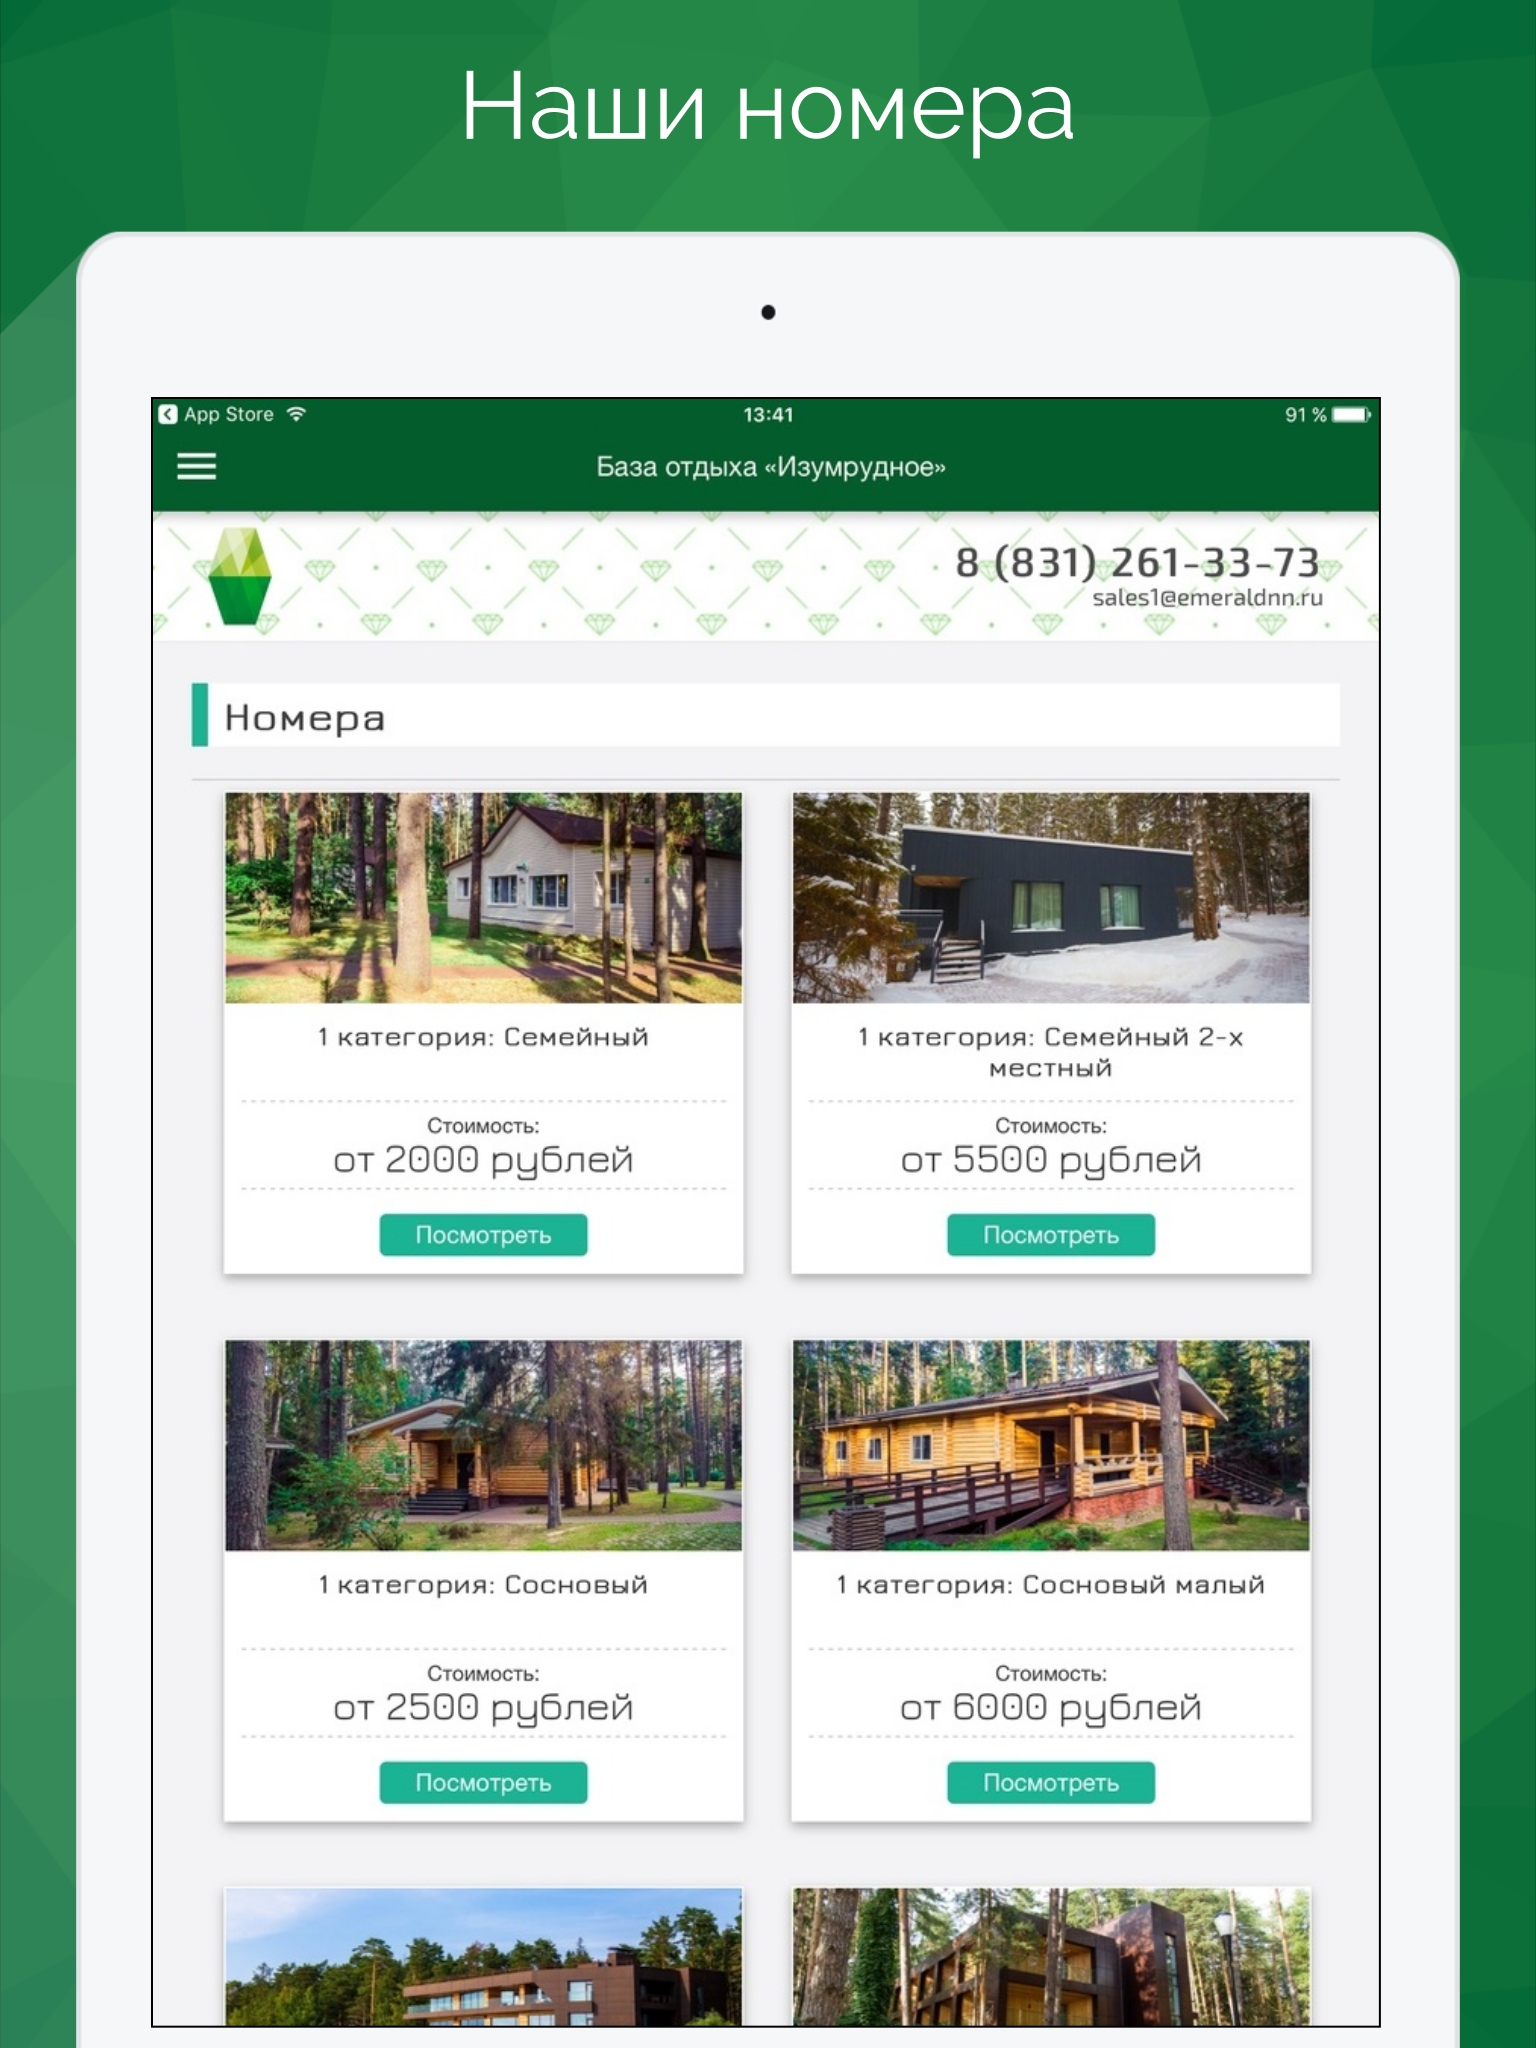 Наши номера
App Store
13:41
91 %
База отдыха «Изумрудное»
8 (831) 261-33-73
sales1@emeraldnn.ru
Номера
1 категория: Семейный
Стоимость:
от 2000 рублей
Посмотреть
1 категория: Семейный 2-х
местный
Стоимость:
от 5500 рублей
Посмотреть
1 категория: Сосновый
Стоимость:
от 2500 рублей
Посмотреть
1 категория: Сосновый малый
Стоимость:
от 6000 рублей
Посмотреть